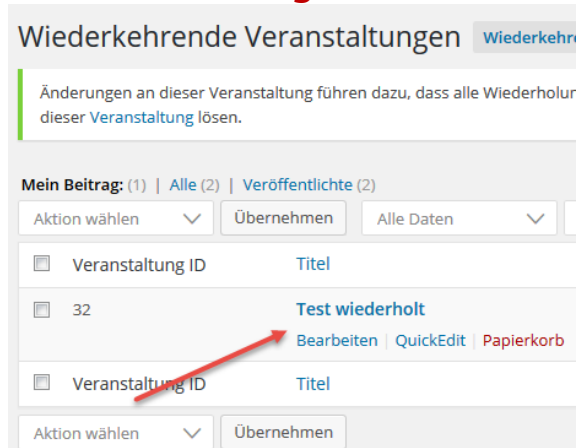 Wiederkehrende Veranstaltungen Wiederkehre
Änderungen an dieser Veranstaltung führen dazu, dass alle Wiederholun
dieser Veranstaltung lösen.
Mein Beitrag: (1) | Alle (2) | Veröffentlichte (2)
Aktion wählen Übernehmen Alle Daten
Veranstaltung ID Titel
32 Test wiederholt
Bearbeiten | QuickEdit | Papierkorb
Veranstaltung ID Titel
Aktion wählen Übernehmen